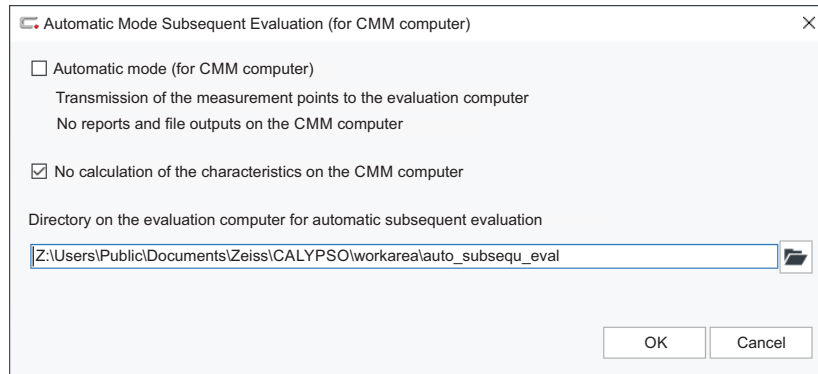 Automatic Mode Subsequent Evaluation (for CMM computer)
Automatic mode (for CMM computer)
Transmission of the measurement points to the evaluation computer
No reports and file outputs on the CMM computer
No calculation of the characteristics on the CMM computer
Directory on the evaluation computer for automatic subsequent evaluation
Z:\Users\Public\Documents\Zeiss\CALYPSO\workarea\auto_subsequ_eval
OK Cancel